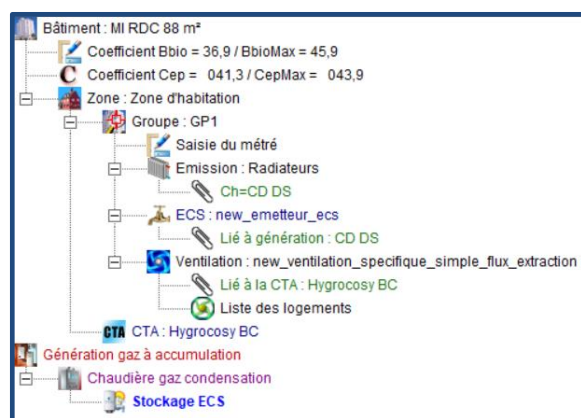 Bâtiment : MI RDC 88 m²
Coefficient Bbio = 36,9 / BbioMax = 45,9
C Coefficient Cep = 041,3 / CepMax = 043,9
Zone : Zone d'habitation
Groupe : GP1
Saisie du métré
Emission : Radiateurs
Ch=CD DS
ECS : new_emetteur_ecs
Lié à génération : CD DS
Ventilation : new_ventilation_specifique_simple_flux_extraction
Lié à la CTA : Hygrocosy BC
Liste des logements
CTA CTA : Hygrocosy BC
Génération gaz à accumulation
Chaudière gaz condensation
Stockage ECS